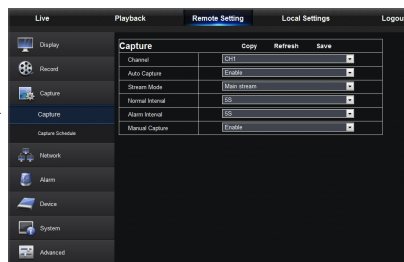 Live Playback Remote Setting Local Settings Logou
Display
Record
Capture
Capture
Capture Schedule
Network
Alarm
Device
System
Advanced
Capture Copy Refresh Save
Channel CH1
Auto Capture Enable
Stream Mode Main stream
Normal Interval 5S
Alarm Interval 5S
Manual Capture Enable